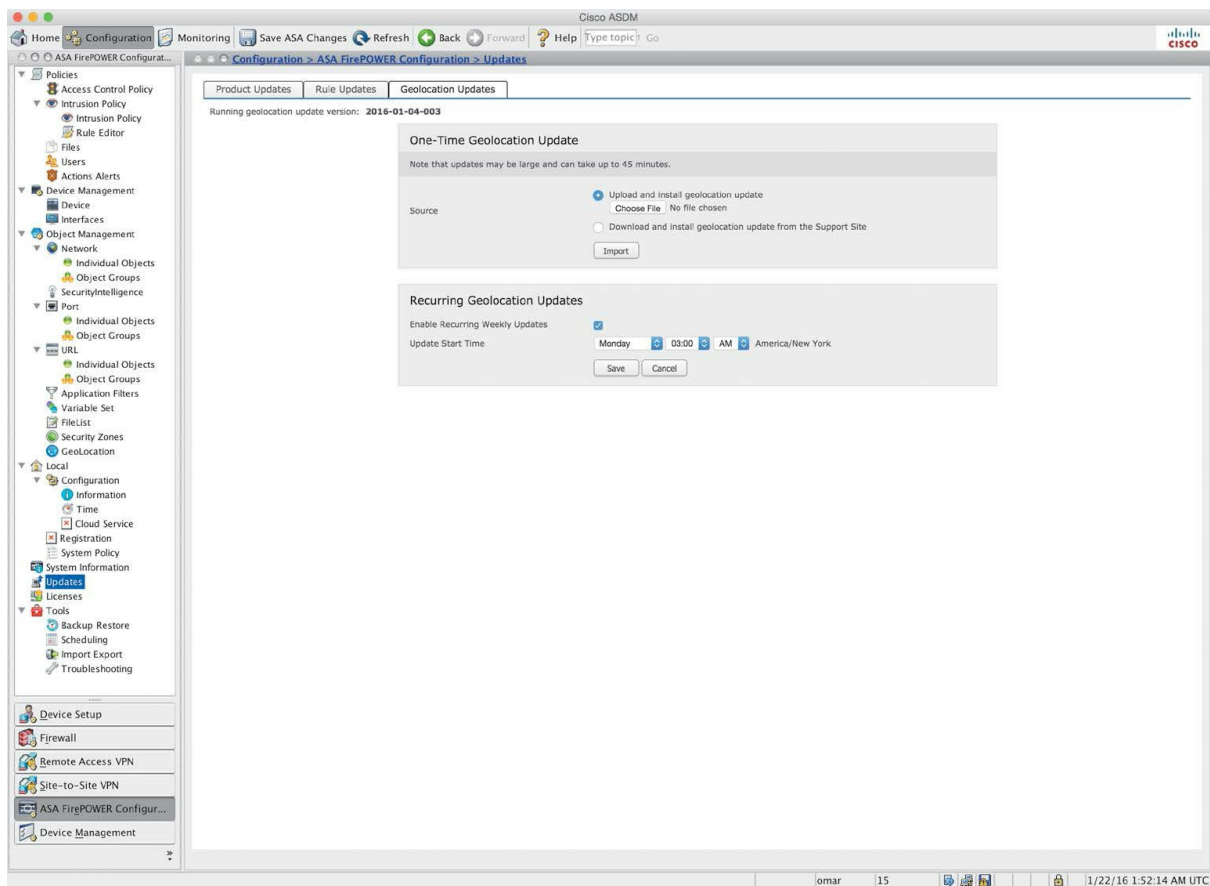 Cisco ASDM
Home Configuration Monitoring Save ASA Changes Refresh Back Forward Help Type topic Go
CISCO
ASA FirePOWER Configurat...
Policies
Access Control Policy
Intrusion Policy
Intrusion Policy
Rule Editor
Files
Users
Actions Alerts
Device Management
Device
Interfaces
Object Management
Network
Individual Objects
Object Groups
SecurityIntelligence
Port
Individual Objects
Object Groups
URL
Individual Objects
Object Groups
Application Filters
Variable Set
FileList
Security Zones
GeoLocation
Local
Configuration
Information
Time
Cloud Service
Registration
System Policy
System Information
Updates
Licenses
Tools
Backup Restore
Scheduling
Import Export
Troubleshooting
Device Setup
Firewall
Remote Access VPN
Site-to-Site VPN
ASA FirePOWER Configur...
Device Management
Configuration > ASA FirePOWER Configuration > Updates
Product Updates Rule Updates Geolocation Updates
Running geolocation update version: 2016-01-04-003
One-Time Geolocation Update
Note that updates may be large and can take up to 45 minutes.
Source
Upload and install geolocation update
Choose File No file chosen
Download and install geolocation update from the Support Site
Import
Recurring Geolocation Updates
Enable Recurring Weekly Updates
Update Start Time Monday 03:00 AM America/New York
Save Cancel
omar 15 1/22/16 1:52:14 AM UTC